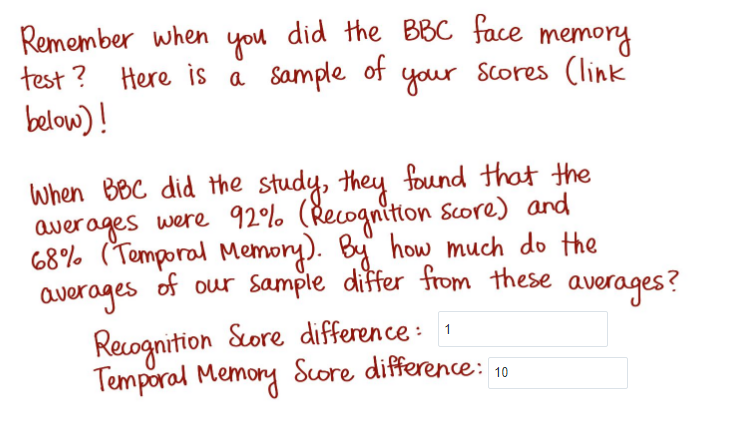 Remember when you did the BBC face memory
test? Here is a sample of your scores (link
below)!
When BBC did the study, they found that the
averages were 92% (Recognition Score) and
68% (Temporal Memory). By how much do the
averages of our sample differ from these averages?
Recognition Score difference: 1
Temporal Memory Score difference: 10